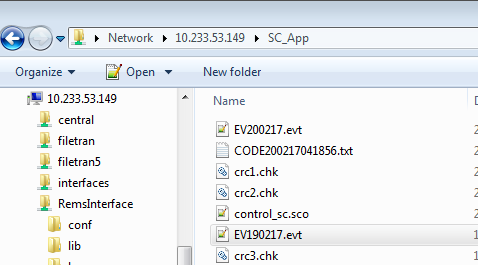 Network 10.233.53.149 SC_App
Organize Open New folder
10.233.53.149
central
filetran
filetran5
interfaces
RemsInterface
conf
lib
Name
EV200217.evt
CODE200217041856.txt
crc1.chk
crc2.chk
control_sc.sco
EV190217.evt
crc3.chk